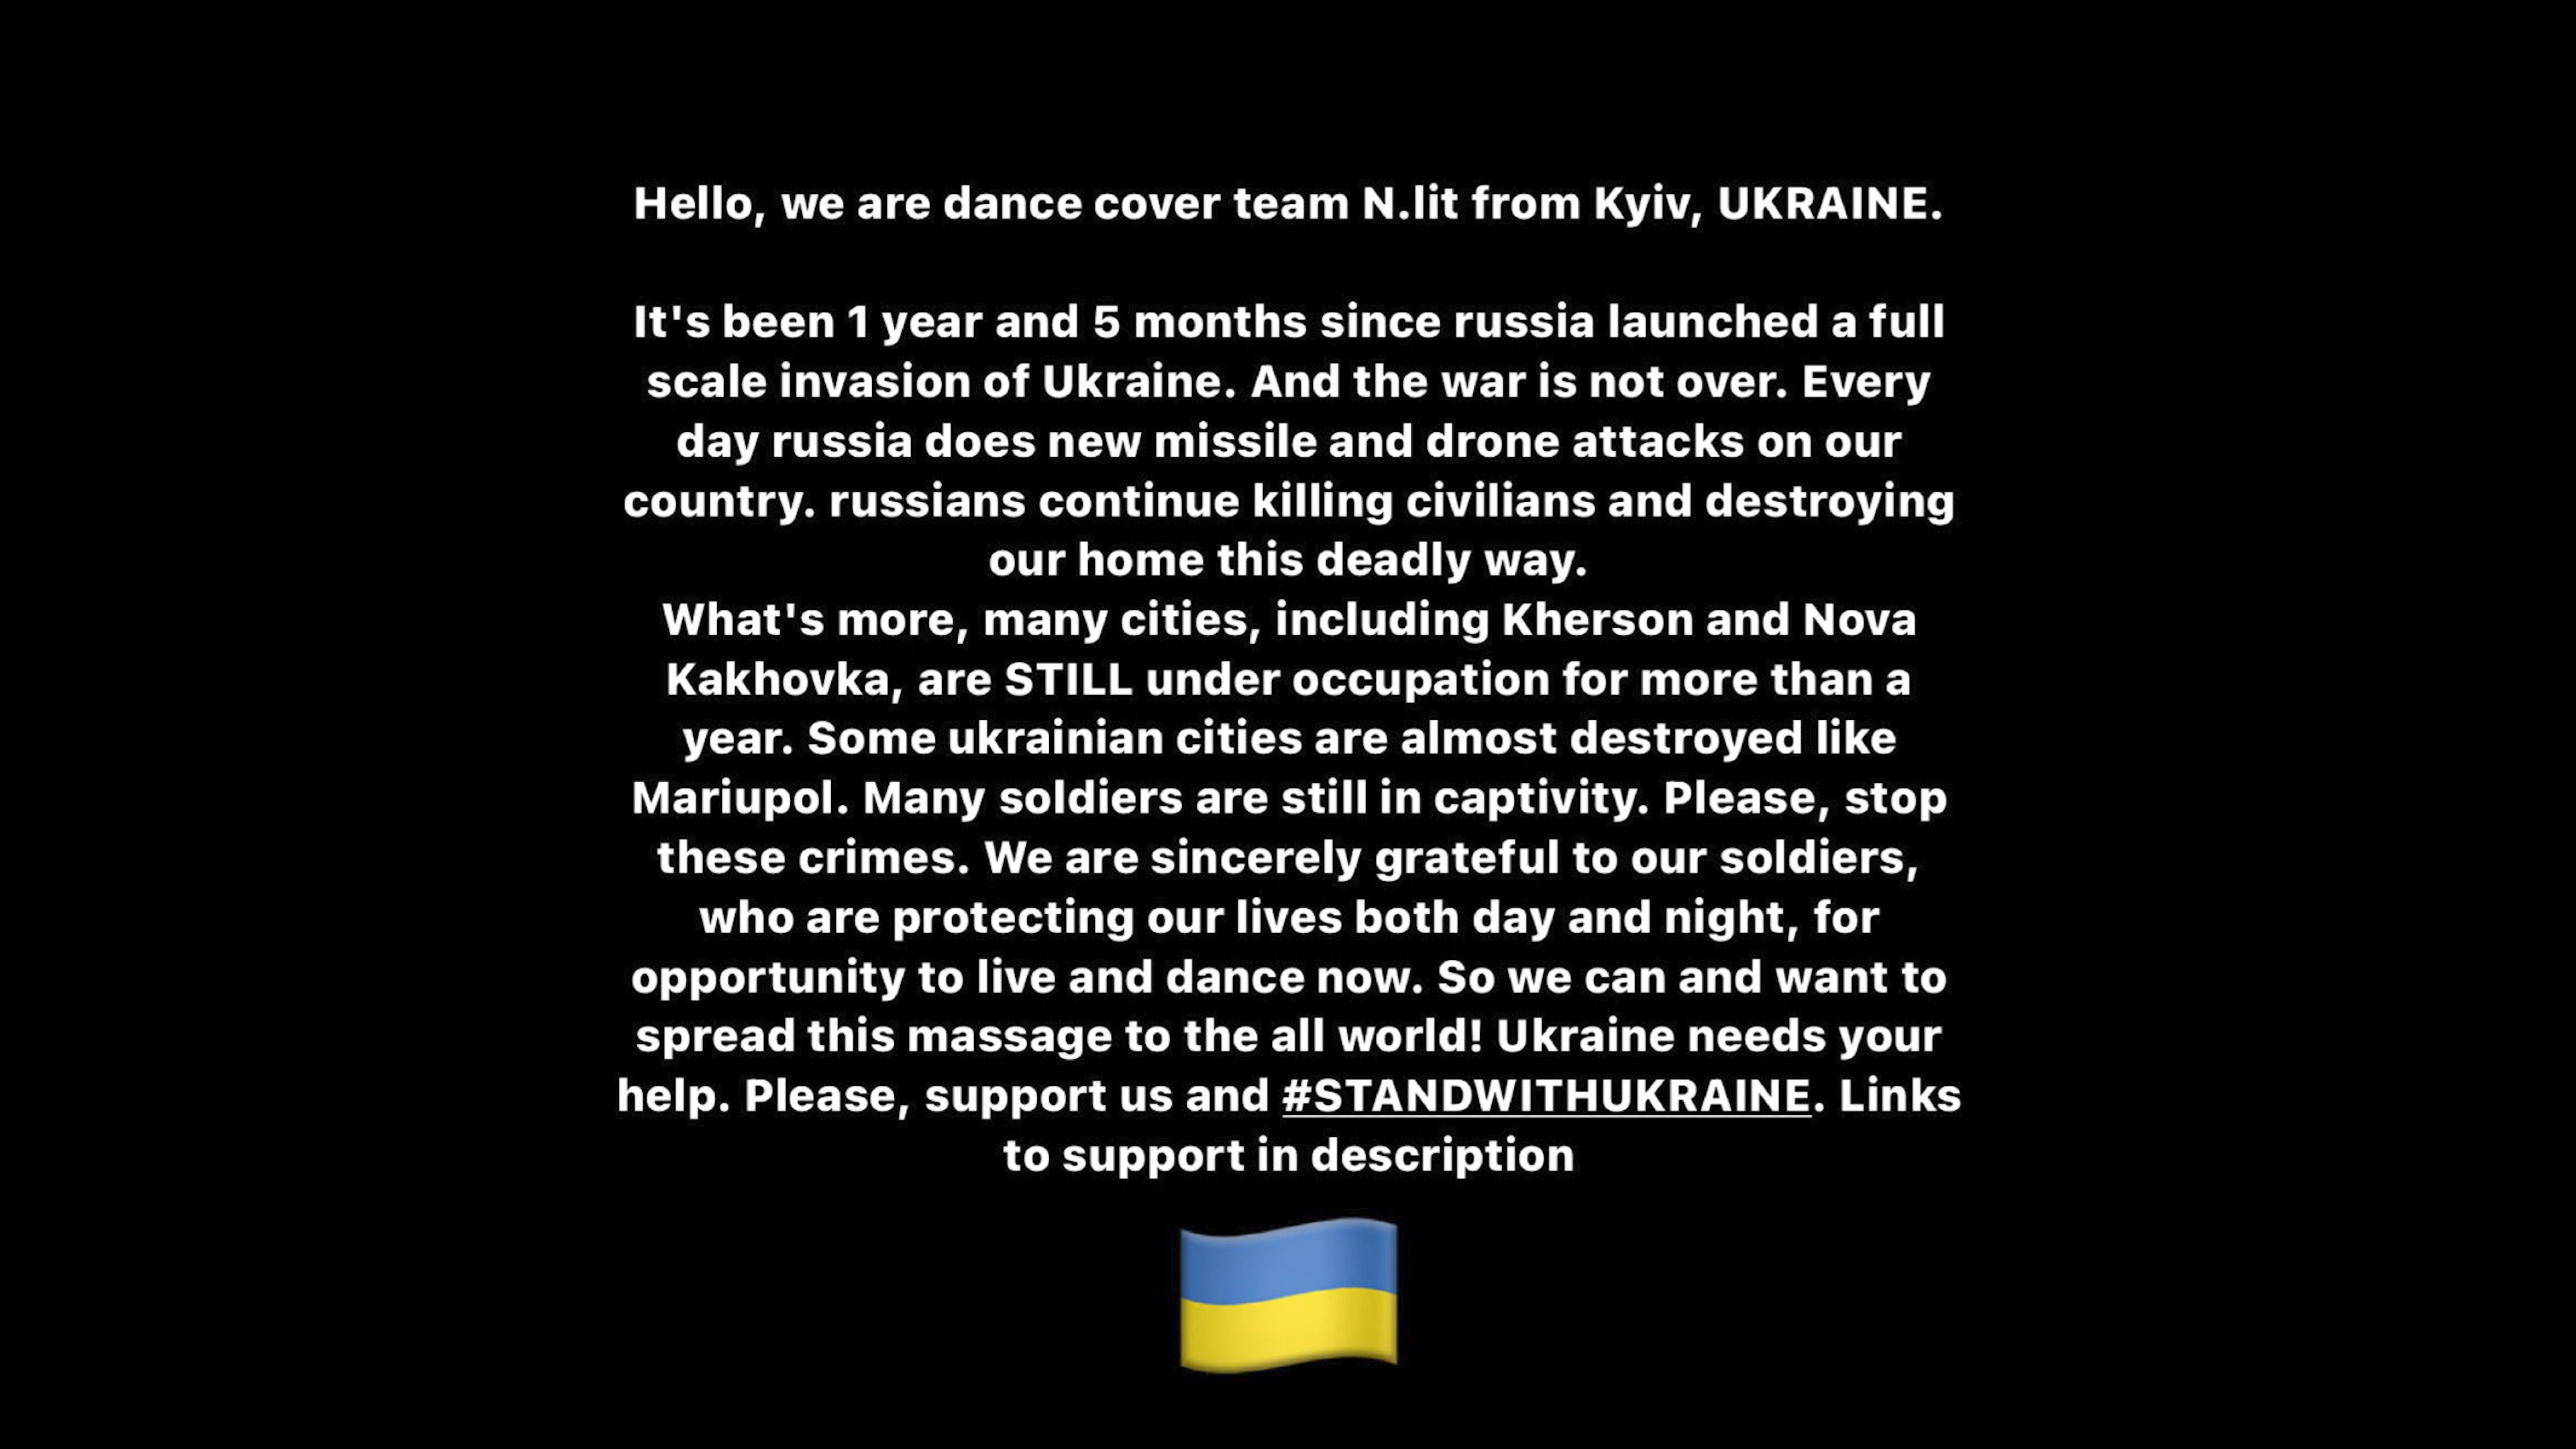 Hello, we are dance cover team N.lit from Kyiv, UKRAINE.
It's been 1 year and 5 months since russia launched a full
scale invasion of Ukraine. And the war is not over. Every
day russia does new missile and drone attacks on our
country. russians continue killing civilians and destroying
our home this deadly way.
What's more, many cities, including Kherson and Nova
Kakhovka, are STILL under occupation for more than a
year. Some ukrainian cities are almost destroyed like
Mariupol. Many soldiers are still in captivity. Please, stop
these crimes. We are sincerely grateful to our soldiers,
who are protecting our lives both day and night, for
opportunity to live and dance now. So we can and want to
spread this massage to the all world! Ukraine needs your
help. Please, support us and #STANDWITHUKRAINE. Links
to support in description